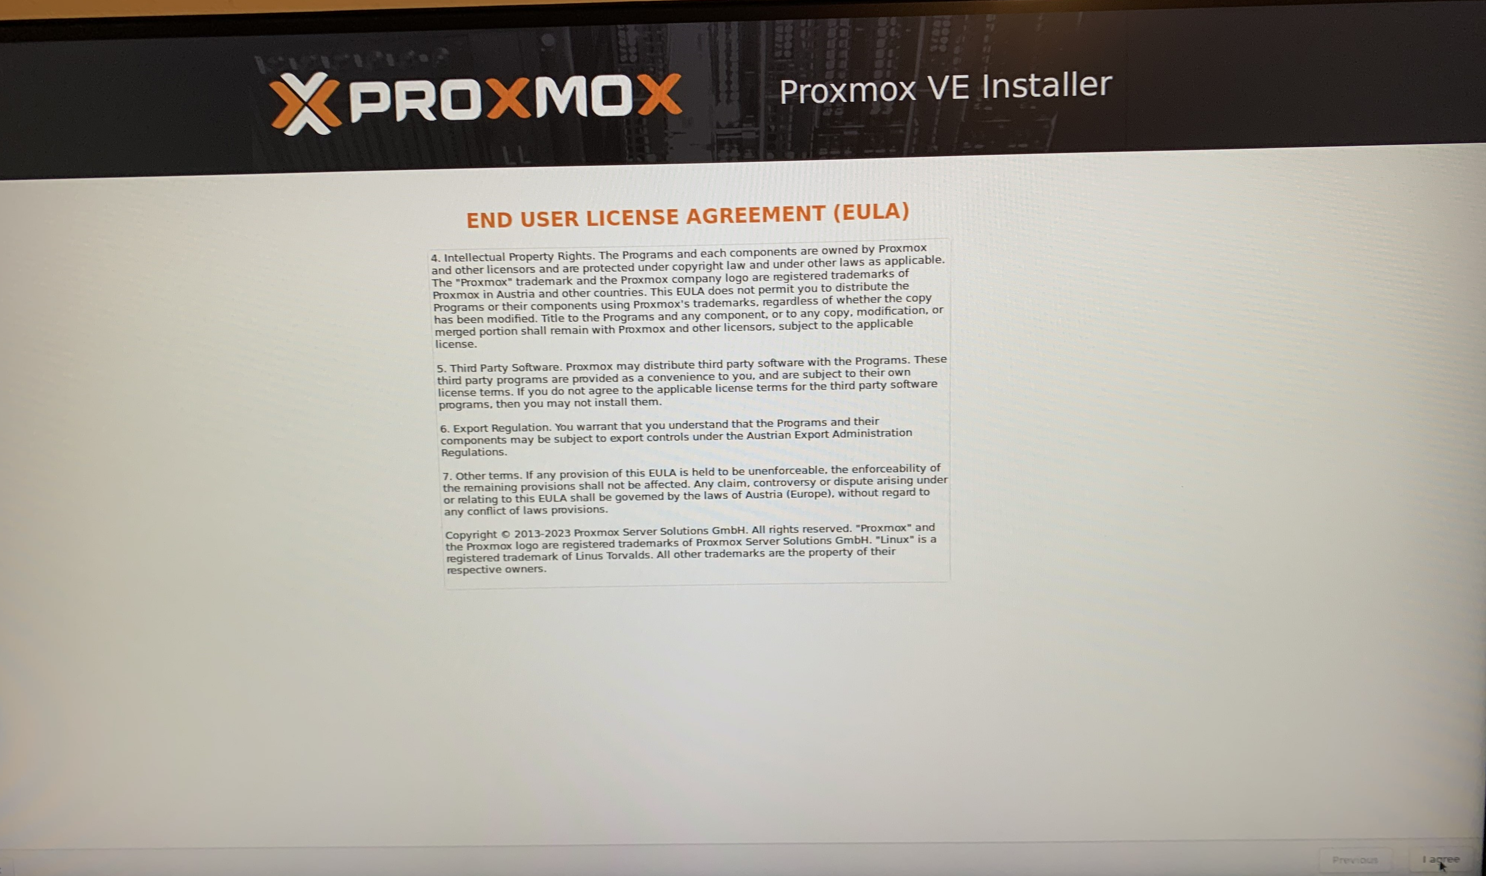 PROXMOX
Proxmox VE Installer
END USER LICENSE AGREEMENT (EULA)
4. Intellectual Property Rights. The Programs and each components are owned by Proxmox
and other licensors and are protected under copyright law and under other laws as applicable.
The "Proxmox" trademark and the Proxmox company logo are registered trademarks of
Proxmox in Austria and other countries. This EULA does not permit you to distribute the
Programs or their components using Proxmox's trademarks, regardless of whether the copy
has been modified. Title to the Programs and any component, or to any copy, modification, or
merged portion shall remain with Proxmox and other licensors, subject to the applicable
license.
5. Third Party Software. Proxmox may distribute third party software with the Programs. These
third party programs are provided as a convenience to you, and are subject to their own
license terms. If you do not agree to the applicable license terms for the third party software
programs, then you may not install them.
6. Export Regulation. You warrant that you understand that the Programs and their
components may be subject to export controls under the Austrian Export Administration
Regulations.
7. Other terms. If any provision of this EULA is held to be unenforceable, the enforceability of
the remaining provisions shall not be affected. Any claim, controversy or dispute arising under
or relating to this EULA shall be governed by the laws of Austria (Europe), without regard to
any conflict of laws provisions.
Copyright © 2013-2023 Proxmox Server Solutions GmbH. All rights reserved. "Proxmox" and
the Proxmox logo are registered trademarks of Proxmox Server Solutions GmbH. "Linux" is a
registered trademark of Linus Torvalds. All other trademarks are the property of their
respective owners.
Previous
I agree